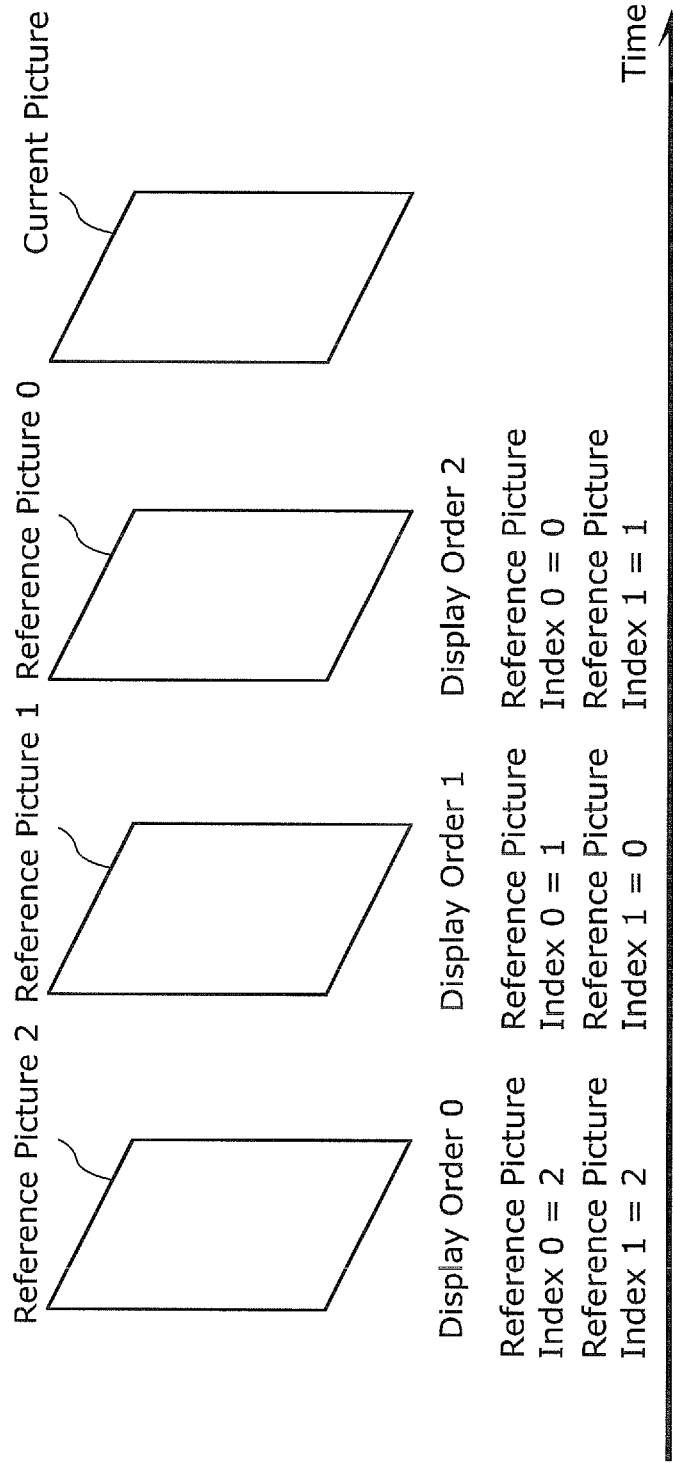 Reference Picture 2
Reference Picture 1
Reference Picture 0
Current Picture
Display Order 0
Display Order 1
Display Order 2
Reference Picture
Index 0 = 2
Reference Picture
Index 1 = 2
Reference Picture
Index 0 = 1
Reference Picture
Index 1 = 0
Reference Picture
Index 0 = 0
Reference Picture
Index 1 = 1
Time